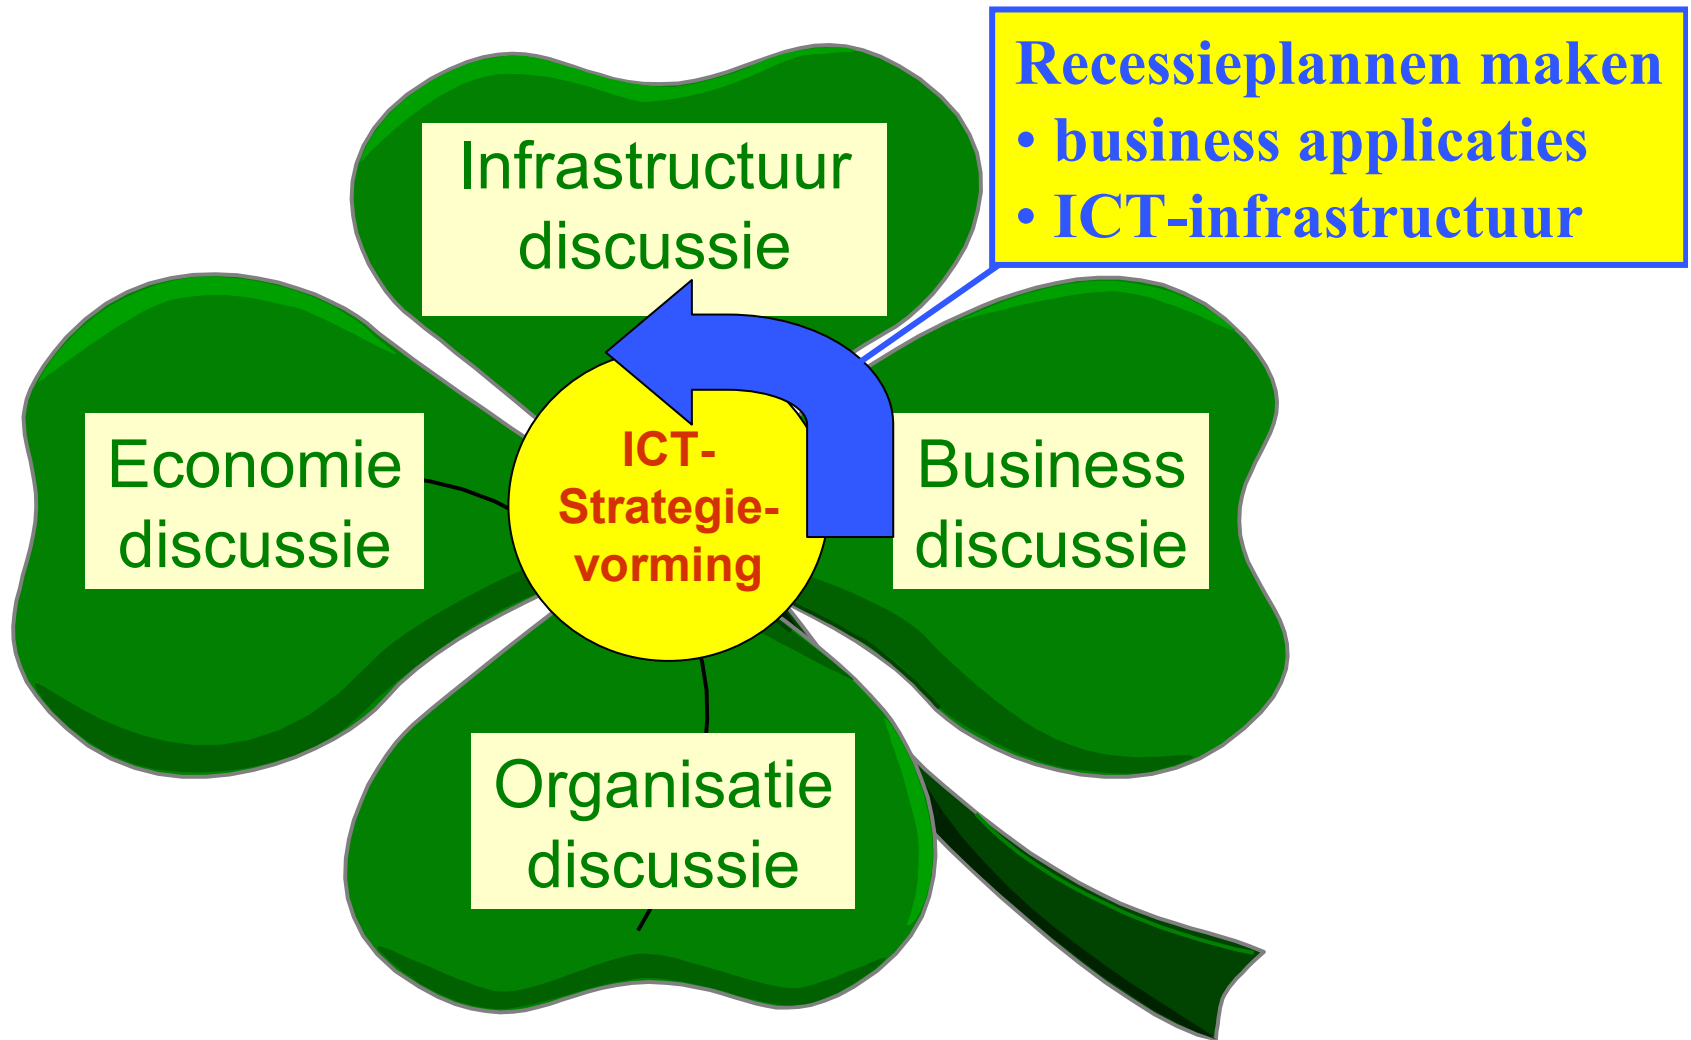 Recessieplannen maken
• business applicaties
• ICT-infrastructuur
Infrastructuur
discussie
Economie
discussie
ICT-
Strategie-
vorming
Business
discussie
Organisatie
discussie